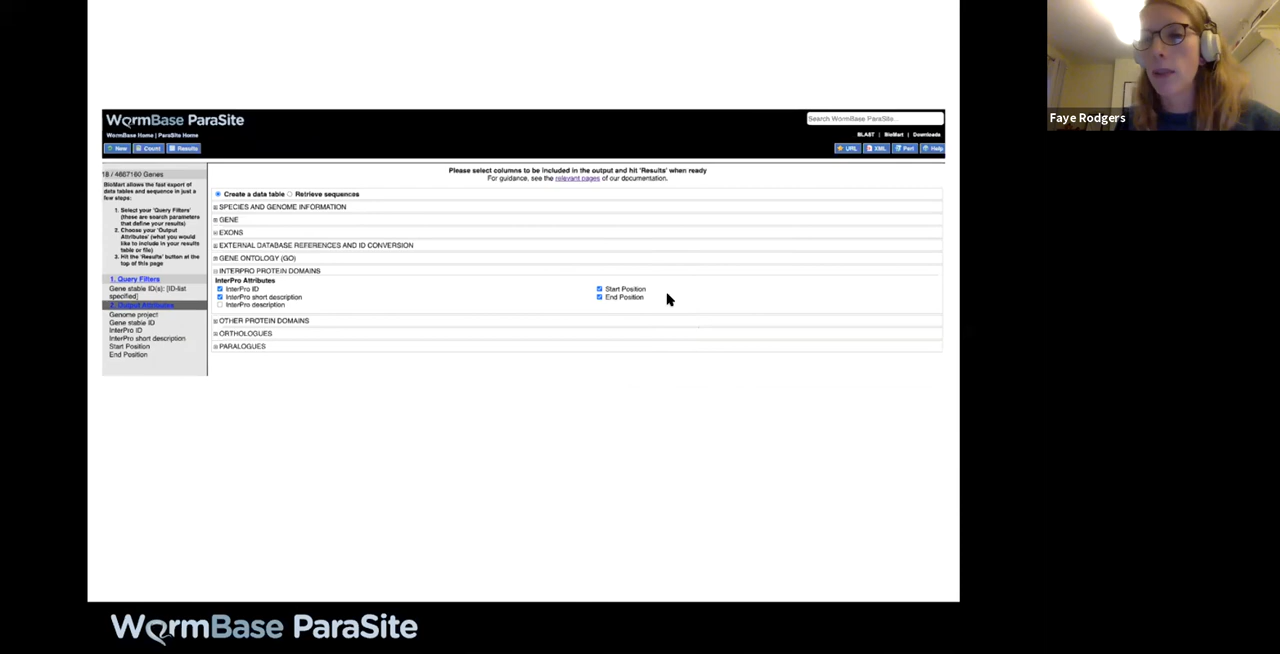 WormBase ParaSite
Search WormBase ParaSite...
WormBase Home | ParaSite Home
BLAST | BioMart | Downloads
New Count Results
URL XML Perl Help
18 / 4667160 Genes
BioMart allows the fast export of
data tables and sequence in just a
few steps:
1. Select your 'Query Filters'
(these are search parameters
that define your results)
2. Choose your 'Output
Attributes' (what you would
like to include in your results
table or file)
3. Hit the 'Results' button at the
top of this page
1. Query Filters
Gene stable ID(s): [ID-list
specified]
2. Output Attributes
Genome project
Gene stable ID
InterPro ID
InterPro short description
Start Position
End Position
Please select columns to be included in the output and hit 'Results' when ready
For guidance, see the relevant pages of our documentation.
Create a data table Retrieve sequences
SPECIES AND GENOME INFORMATION
GENE
EXONS
EXTERNAL DATABASE REFERENCES AND ID CONVERSION
GENE ONTOLOGY (GO)
INTERPRO PROTEIN DOMAINS
InterPro Attributes
InterPro ID Start Position
InterPro short description End Position
InterPro description
OTHER PROTEIN DOMAINS
ORTHOLOGUES
PARALOGUES
WormBase ParaSite
Faye Rodgers